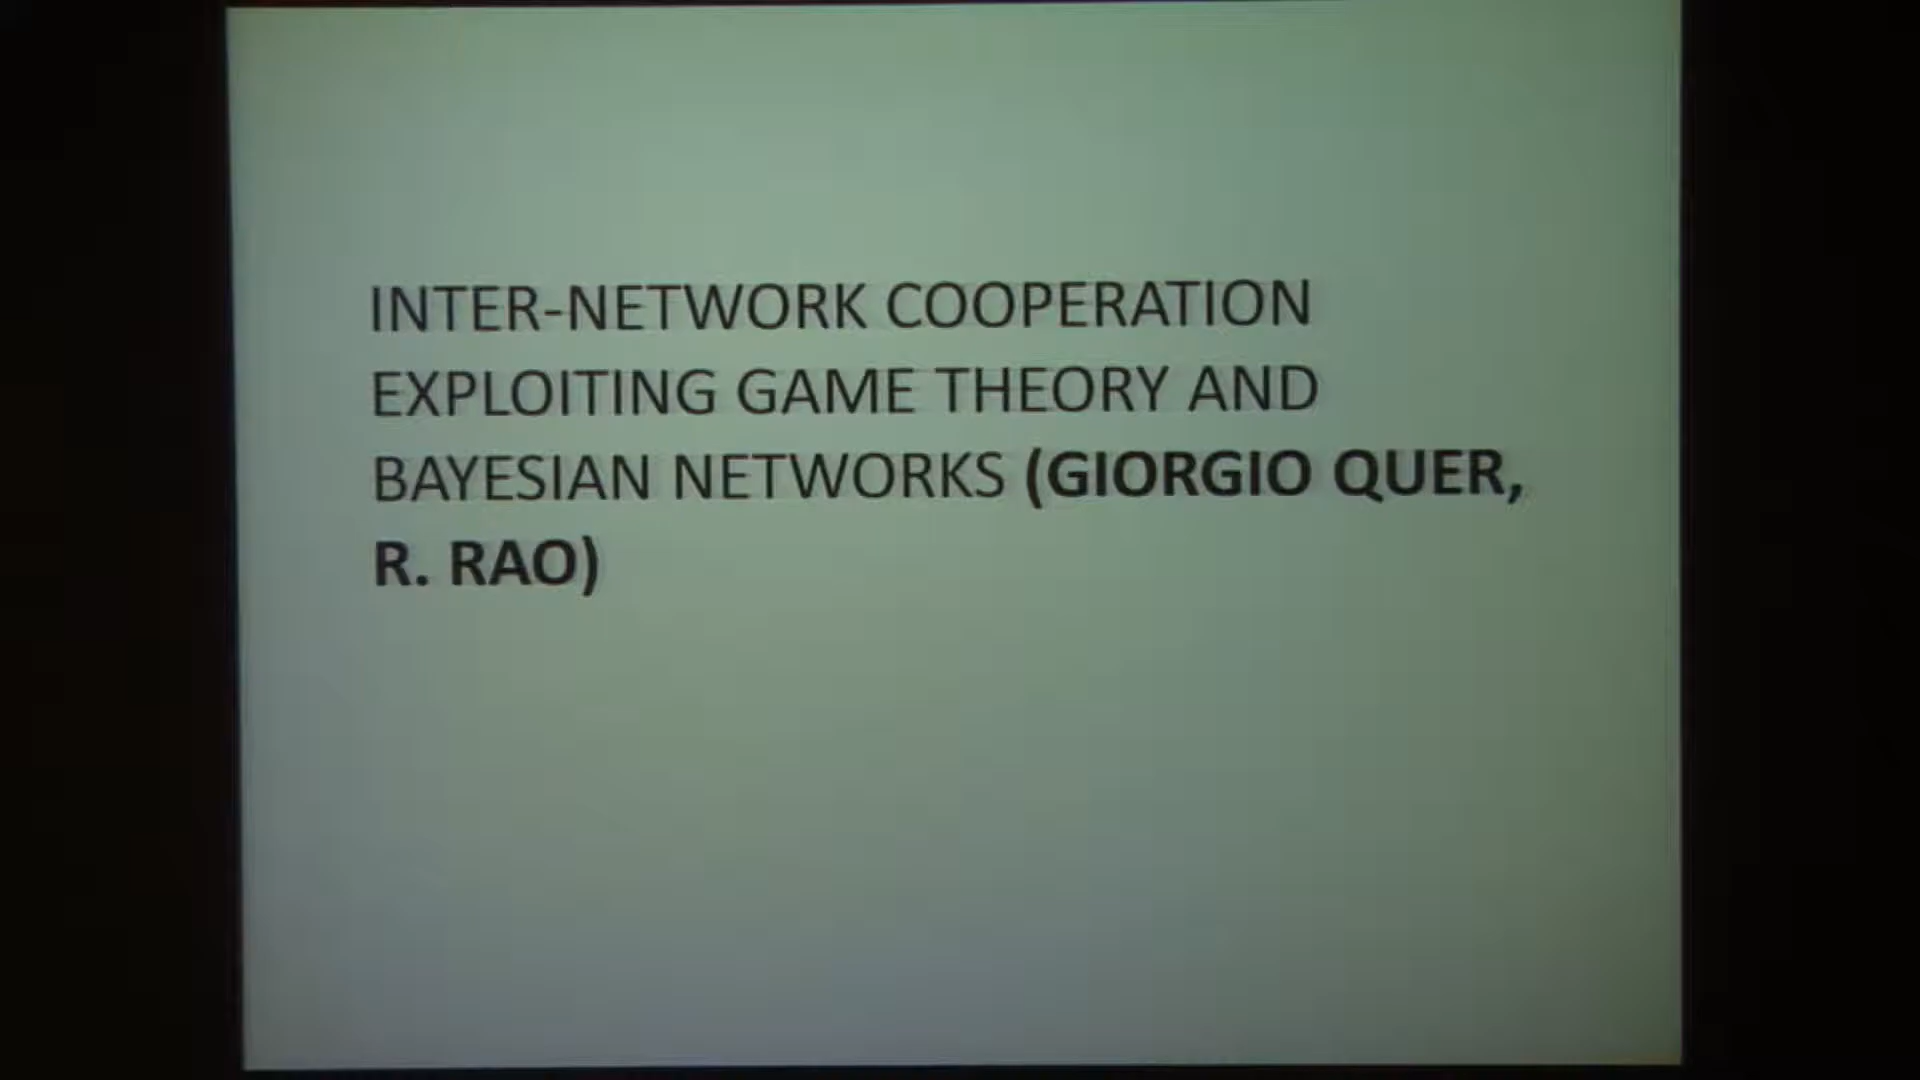 INTER-NETWORK COOPERATION
EXPLOITING GAME THEORY AND
BAYESIAN NETWORKS (GIORGIO QUER,
R. RAO)